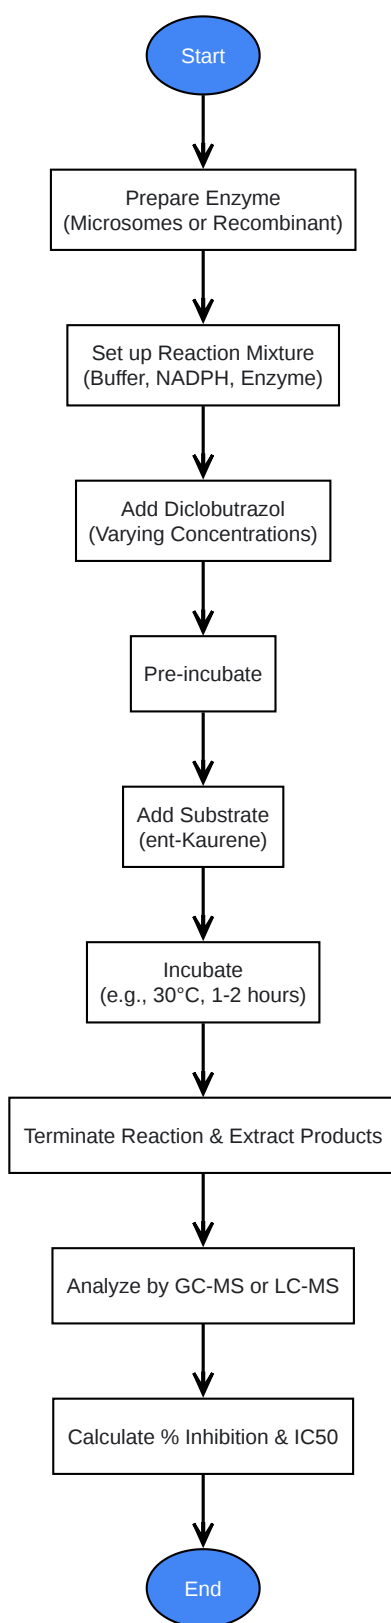 Start
Prepare Enzyme
(Microsomes or Recombinant)
Set up Reaction Mixture
(Buffer, NADPH, Enzyme)
Add Diclobutrazol
(Varying Concentrations)
Pre-incubate
Add Substrate
(ent-Kaurene)
Incubate
(e.g., 30°C, 1-2 hours)
Terminate Reaction & Extract Products
Analyze by GC-MS or LC-MS
Calculate % Inhibition & IC50
End